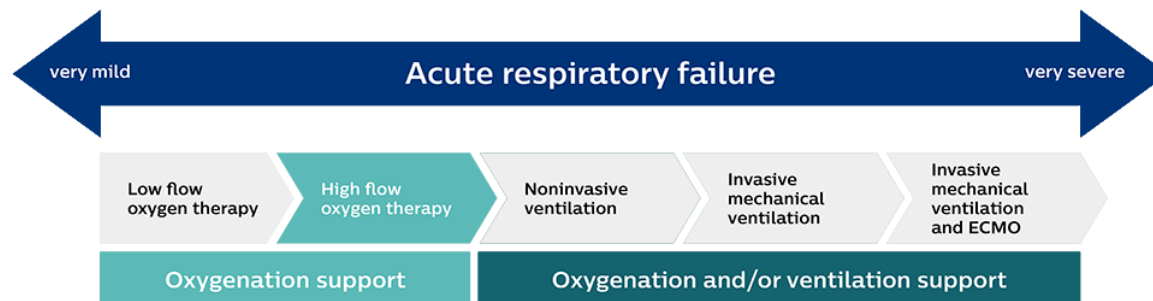 very mild
Acute respiratory failure
very severe
Low flow
oxygen therapy
High flow
oxygen therapy
Noninvasive
ventilation
Invasive
mechanical
ventilation
Invasive
mechanical
ventilation
and ECMO
Oxygenation support
Oxygenation and/or ventilation support